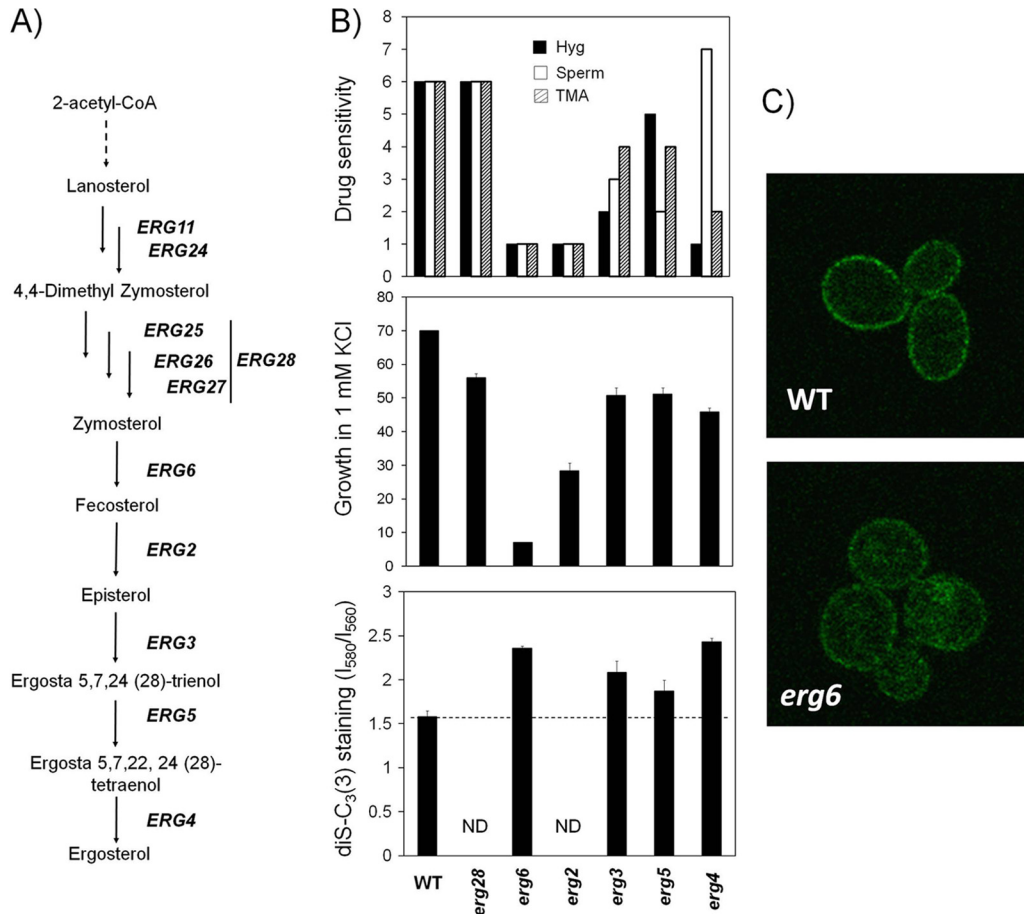 A)
2-acetyl-CoA
Lanosterol
ERG11
ERG24
4,4-Dimethyl Zymosterol
ERG25
ERG26
ERG27
ERG28
Zymosterol
ERG6
Fecosterol
ERG2
Episterol
ERG3
Ergosta 5,7,24 (28)-trienol
ERG5
Ergosta 5,7,22, 24 (28)-
tetraenol
ERG4
Ergosterol
B)
Drug sensitivity
8
7
6
5
4
3
2
1
0
Hyg
Sperm
TMA
Growth in 1 mM KCl
80
70
60
50
40
30
20
10
0
diS-C3(3) staining (I580/I560)
3
2.5
2
1.5
1
0.5
0
ND
ND
WT
erg28
erg6
erg2
erg3
erg5
erg4
C)
WT
erg6